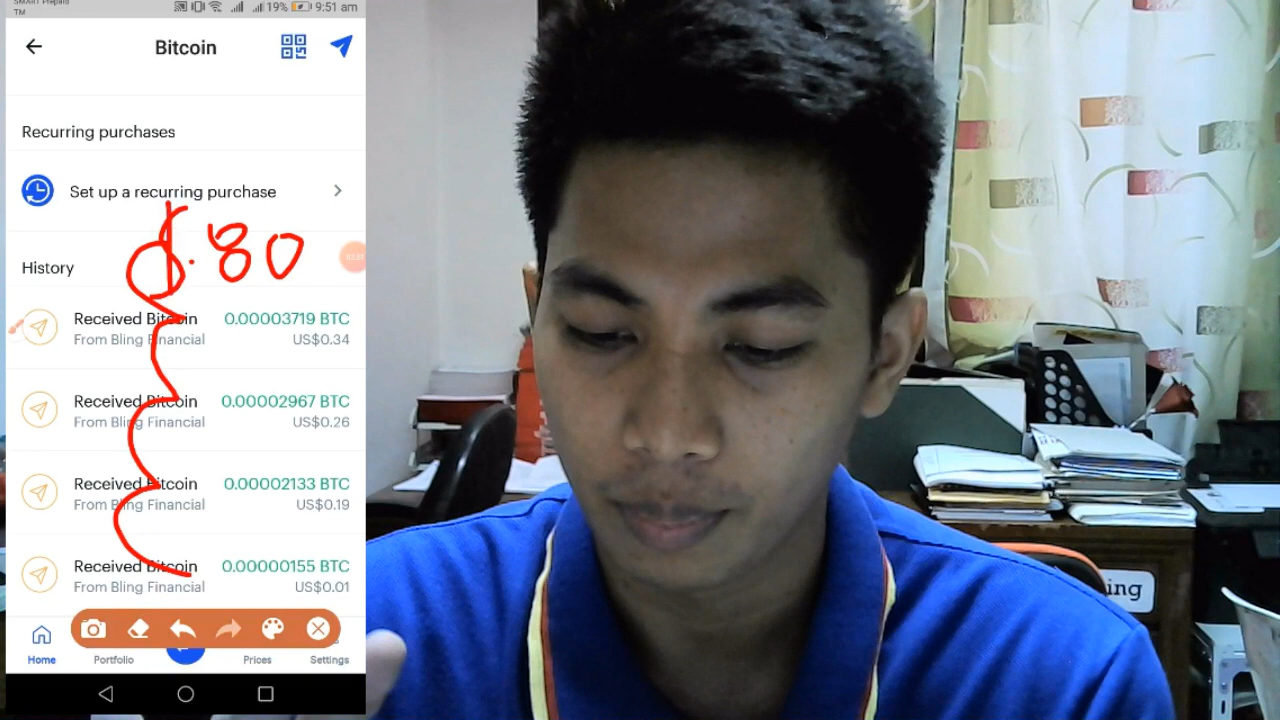 SMART Prepaid
TM
19% 9:51 am
Bitcoin
Recurring purchases
Set up a recurring purchase
$.80
History
Received Bitcoin 0.00003719 BTC
From Bling Financial US$0.34
Received Bitcoin 0.00002967 BTC
From Bling Financial US$0.26
Received Bitcoin 0.00002133 BTC
From Bling Financial US$0.19
Received Bitcoin 0.00000155 BTC
From Bling Financial US$0.01
Home Portfolio Prices Settings
ing